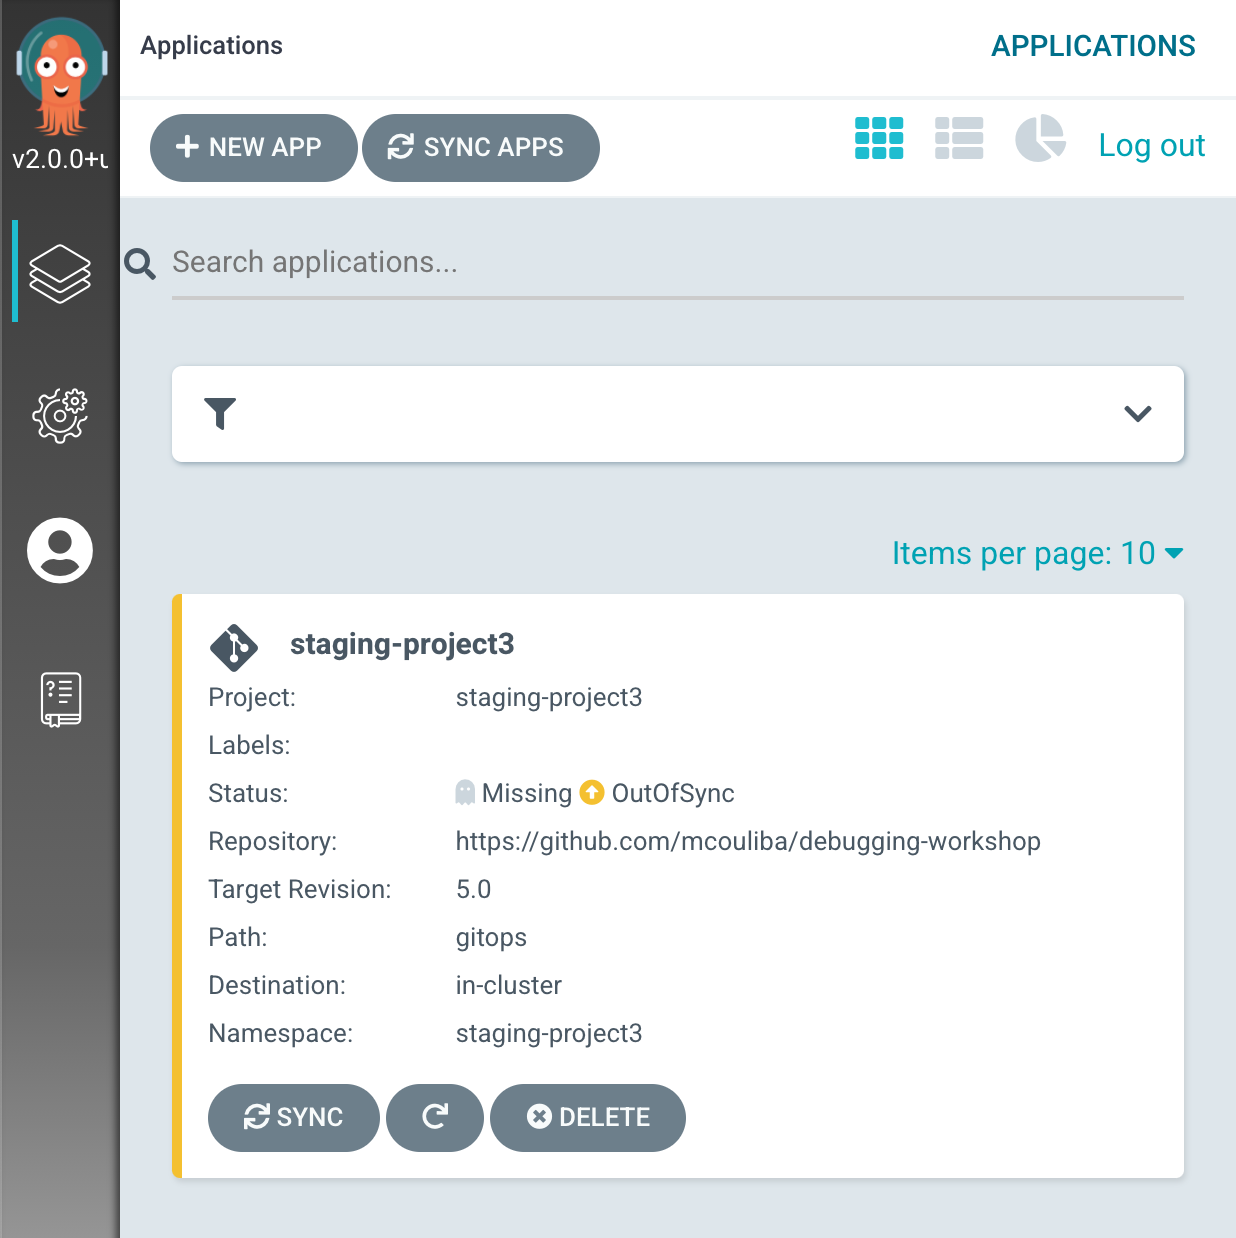 v2.0.0+u
Applications
APPLICATIONS
NEW APP
SYNC APPS
Log out
Search applications...
Items per page: 10
staging-project3
Project: staging-project3
Labels:
Status: Missing OutOfSync
Repository: https://github.com/mcouliba/debugging-workshop
Target Revision: 5.0
Path: gitops
Destination: in-cluster
Namespace: staging-project3
SYNC
DELETE